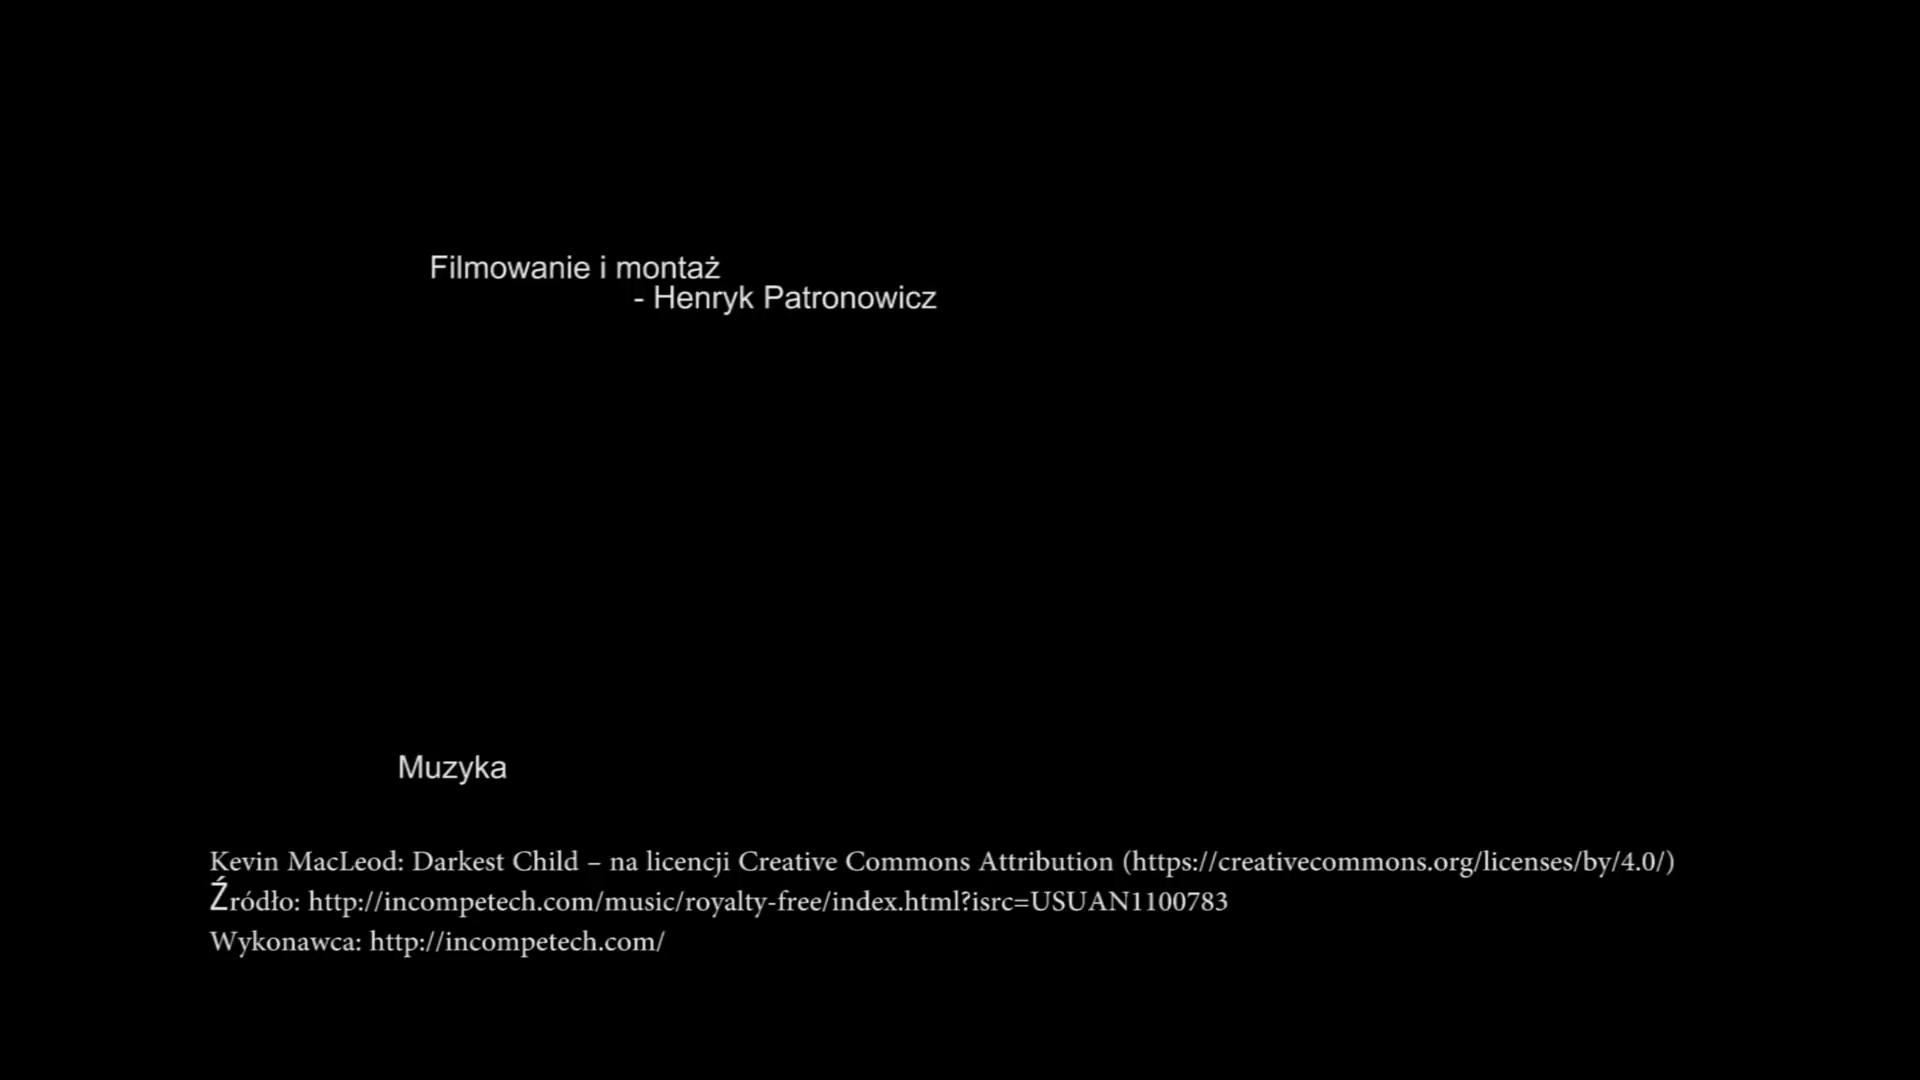 Filmowanie i montaż
- Henryk Patronowicz
Muzyka
Kevin MacLeod: Darkest Child – na licencji Creative Commons Attribution (https://creativecommons.org/licenses/by/4.0/)
Źródło: http://incompetech.com/music/royalty-free/index.html?isrc=USUAN1100783
Wykonawca: http://incompetech.com/